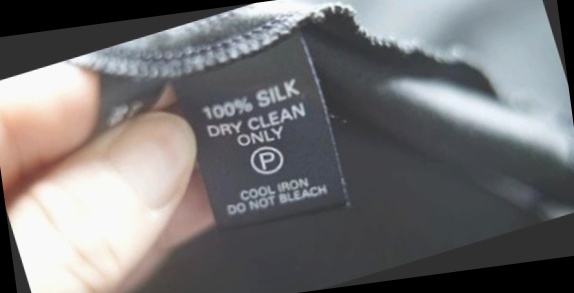 100% SILK
DRY CLEAN
ONLY
P
COOL IRON
DO NOT BLEACH